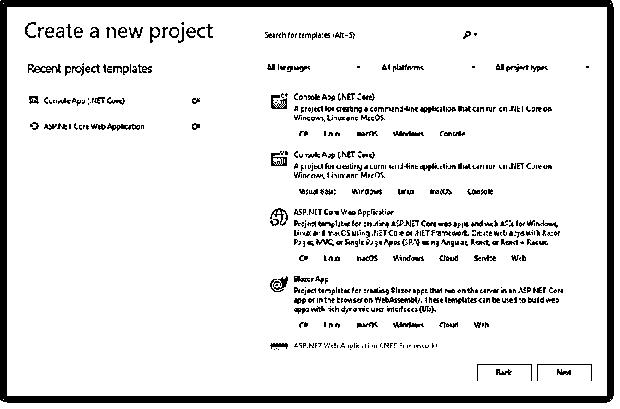 Create a new project
Search for templates (Alt+S)
Recent project templates
All languages
All platforms
All project types
Console App (.NET Core) C#
ASP.NET Core Web Application C#
Console App (.NET Core)
A project for creating a command-line application that can run on .NET Core on
Windows, Linux and MacOS.
C# Linux macOS Windows Console
Console App (.NET Core)
A project for creating a command-line application that can run on .NET Core on
Windows, Linux and MacOS.
Visual Basic Windows Linux macOS Console
ASP.NET Core Web Application
Project templates for creating ASP.NET Core web apps and web APIs for Windows,
Linux and macOS using .NET Core or .NET Framework. Create web apps with Razor
Pages, MVC, or Single Page Apps (SPA) using Angular, React, or React + Redux.
C# Linux macOS Windows Cloud Service Web
Blazor App
Project templates for creating Blazor apps that run on the server in an ASP.NET Core
app or in the browser on WebAssembly. These templates can be used to build web
apps with rich dynamic user interfaces (UIs).
C# Linux macOS Windows Cloud Web
ASP.NET Web Application (.NET Framework)
Back
Next